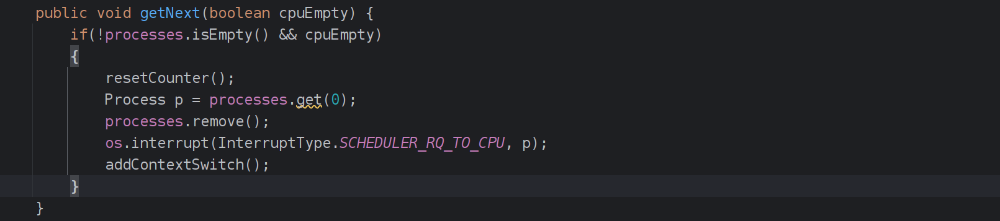 public void getNext(boolean cpuEmpty) {
if(!processes.isEmpty() && cpuEmpty)
{
resetCounter();
Process p = processes.get(0);
processes.remove();
os.interrupt(InterruptType.SCHEDULER_RQ_TO_CPU, p);
addContextSwitch();
}
}